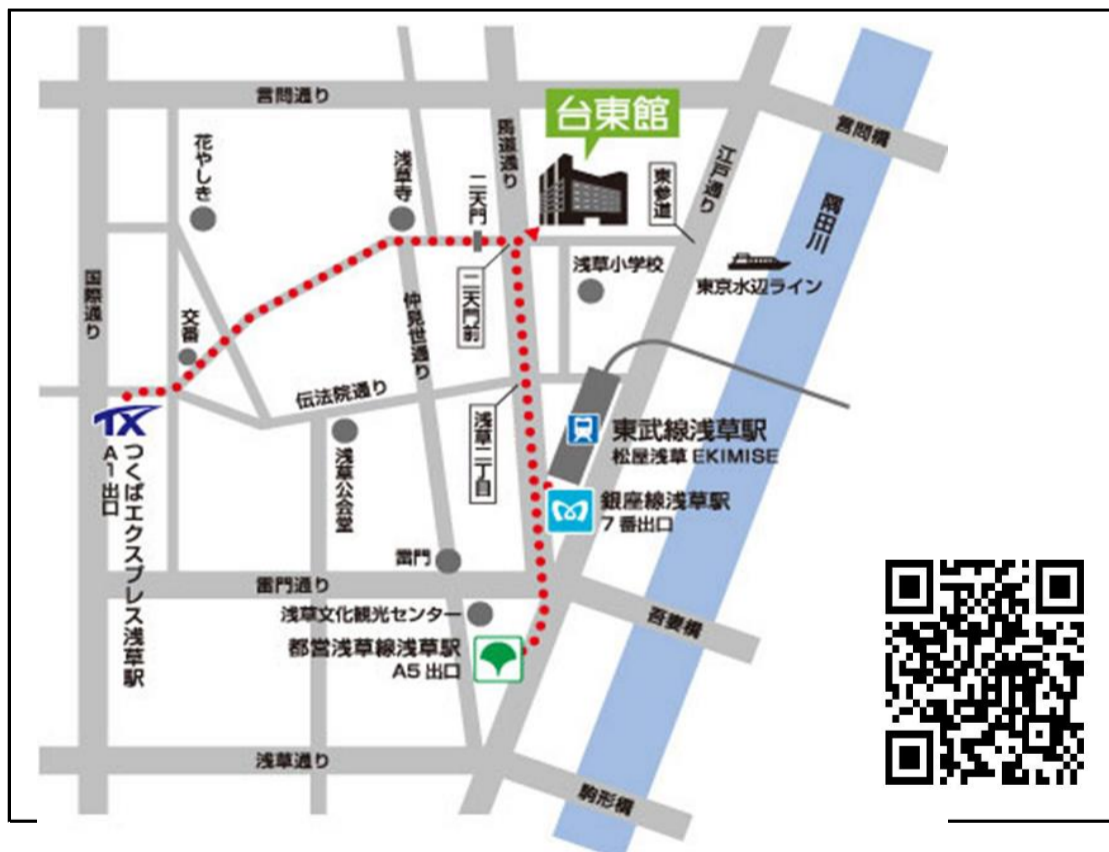 言問通り
台東館
言問橋
馬道通り
江戸通り
花やしき
浅草寺
二天門
東参道
隅田川
浅草小学校
東京水辺ライン
国際通り
二天門前
仲見世通り
交番
伝法院通り
TX
つくばエクスプレス浅草駅
A1出口
浅草公会堂
浅草二丁目
東武線浅草駅
松屋浅草 EKIMISE
銀座線浅草駅
7番出口
雷門
雷門通り
浅草文化観光センター
吾妻橋
都営浅草線浅草駅
A5出口
浅草通り
駒形橋